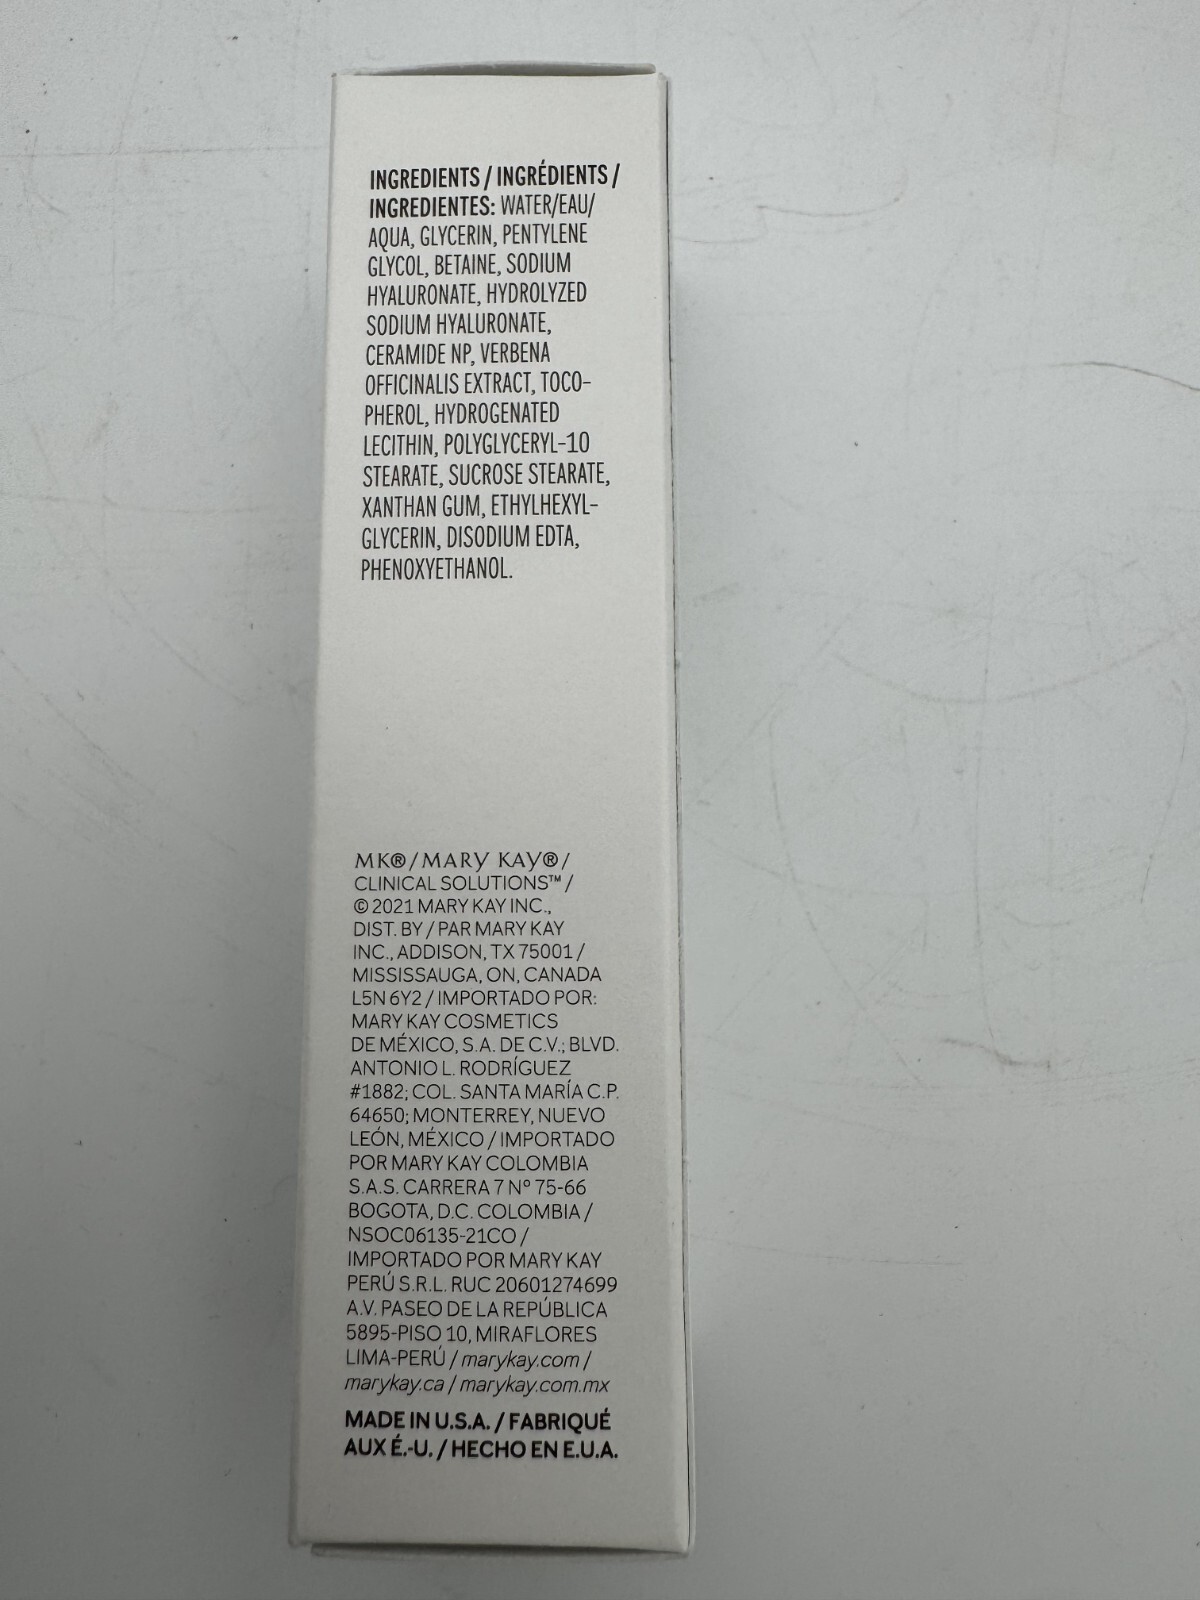 INGREDIENTS / INGRÉDIENTS /
INGREDIENTES: WATER/EAU/
AQUA, GLYCERIN, PENTYLENE
GLYCOL, BETAINE, SODIUM
HYALURONATE, HYDROLYZED
SODIUM HYALURONATE,
CERAMIDE NP, VERBENA
OFFICINALIS EXTRACT, TOCO-
PHEROL, HYDROGENATED
LECITHIN, POLYGLYCERYL-10
STEARATE, SUCROSE STEARATE,
XANTHAN GUM, ETHYLHEXYL-
GLYCERIN, DISODIUM EDTA,
PHENOXYETHANOL.
MK®/MARY KAY®/
CLINICAL SOLUTIONS™ /
© 2021 MARY KAY INC.,
DIST. BY / PAR MARY KAY
INC., ADDISON, TX 75001 /
MISSISSAUGA, ON, CANADA
L5N 6Y2 / IMPORTADO POR:
MARY KAY COSMETICS
DE MÉXICO, S.A. DE C.V.; BLVD.
ANTONIO L. RODRÍGUEZ
#1882; COL. SANTA MARÍA C.P.
64650; MONTERREY, NUEVO
LEÓN, MÉXICO / IMPORTADO
POR MARY KAY COLOMBIA
S.A.S. CARRERA 7 Nº 75-66
BOGOTA, D.C. COLOMBIA /
NSOC06135-21CO /
IMPORTADO POR MARY KAY
PERÚ S.R.L. RUC 20601274699
A.V. PASEO DE LA REPÚBLICA
5895-PISO 10, MIRAFLORES
LIMA-PERÚ / marykay.com /
marykay.ca / marykay.com.mx
MADE IN U.S.A. / FABRIQUÉ
AUX É.-U. / HECHO EN E.U.A.